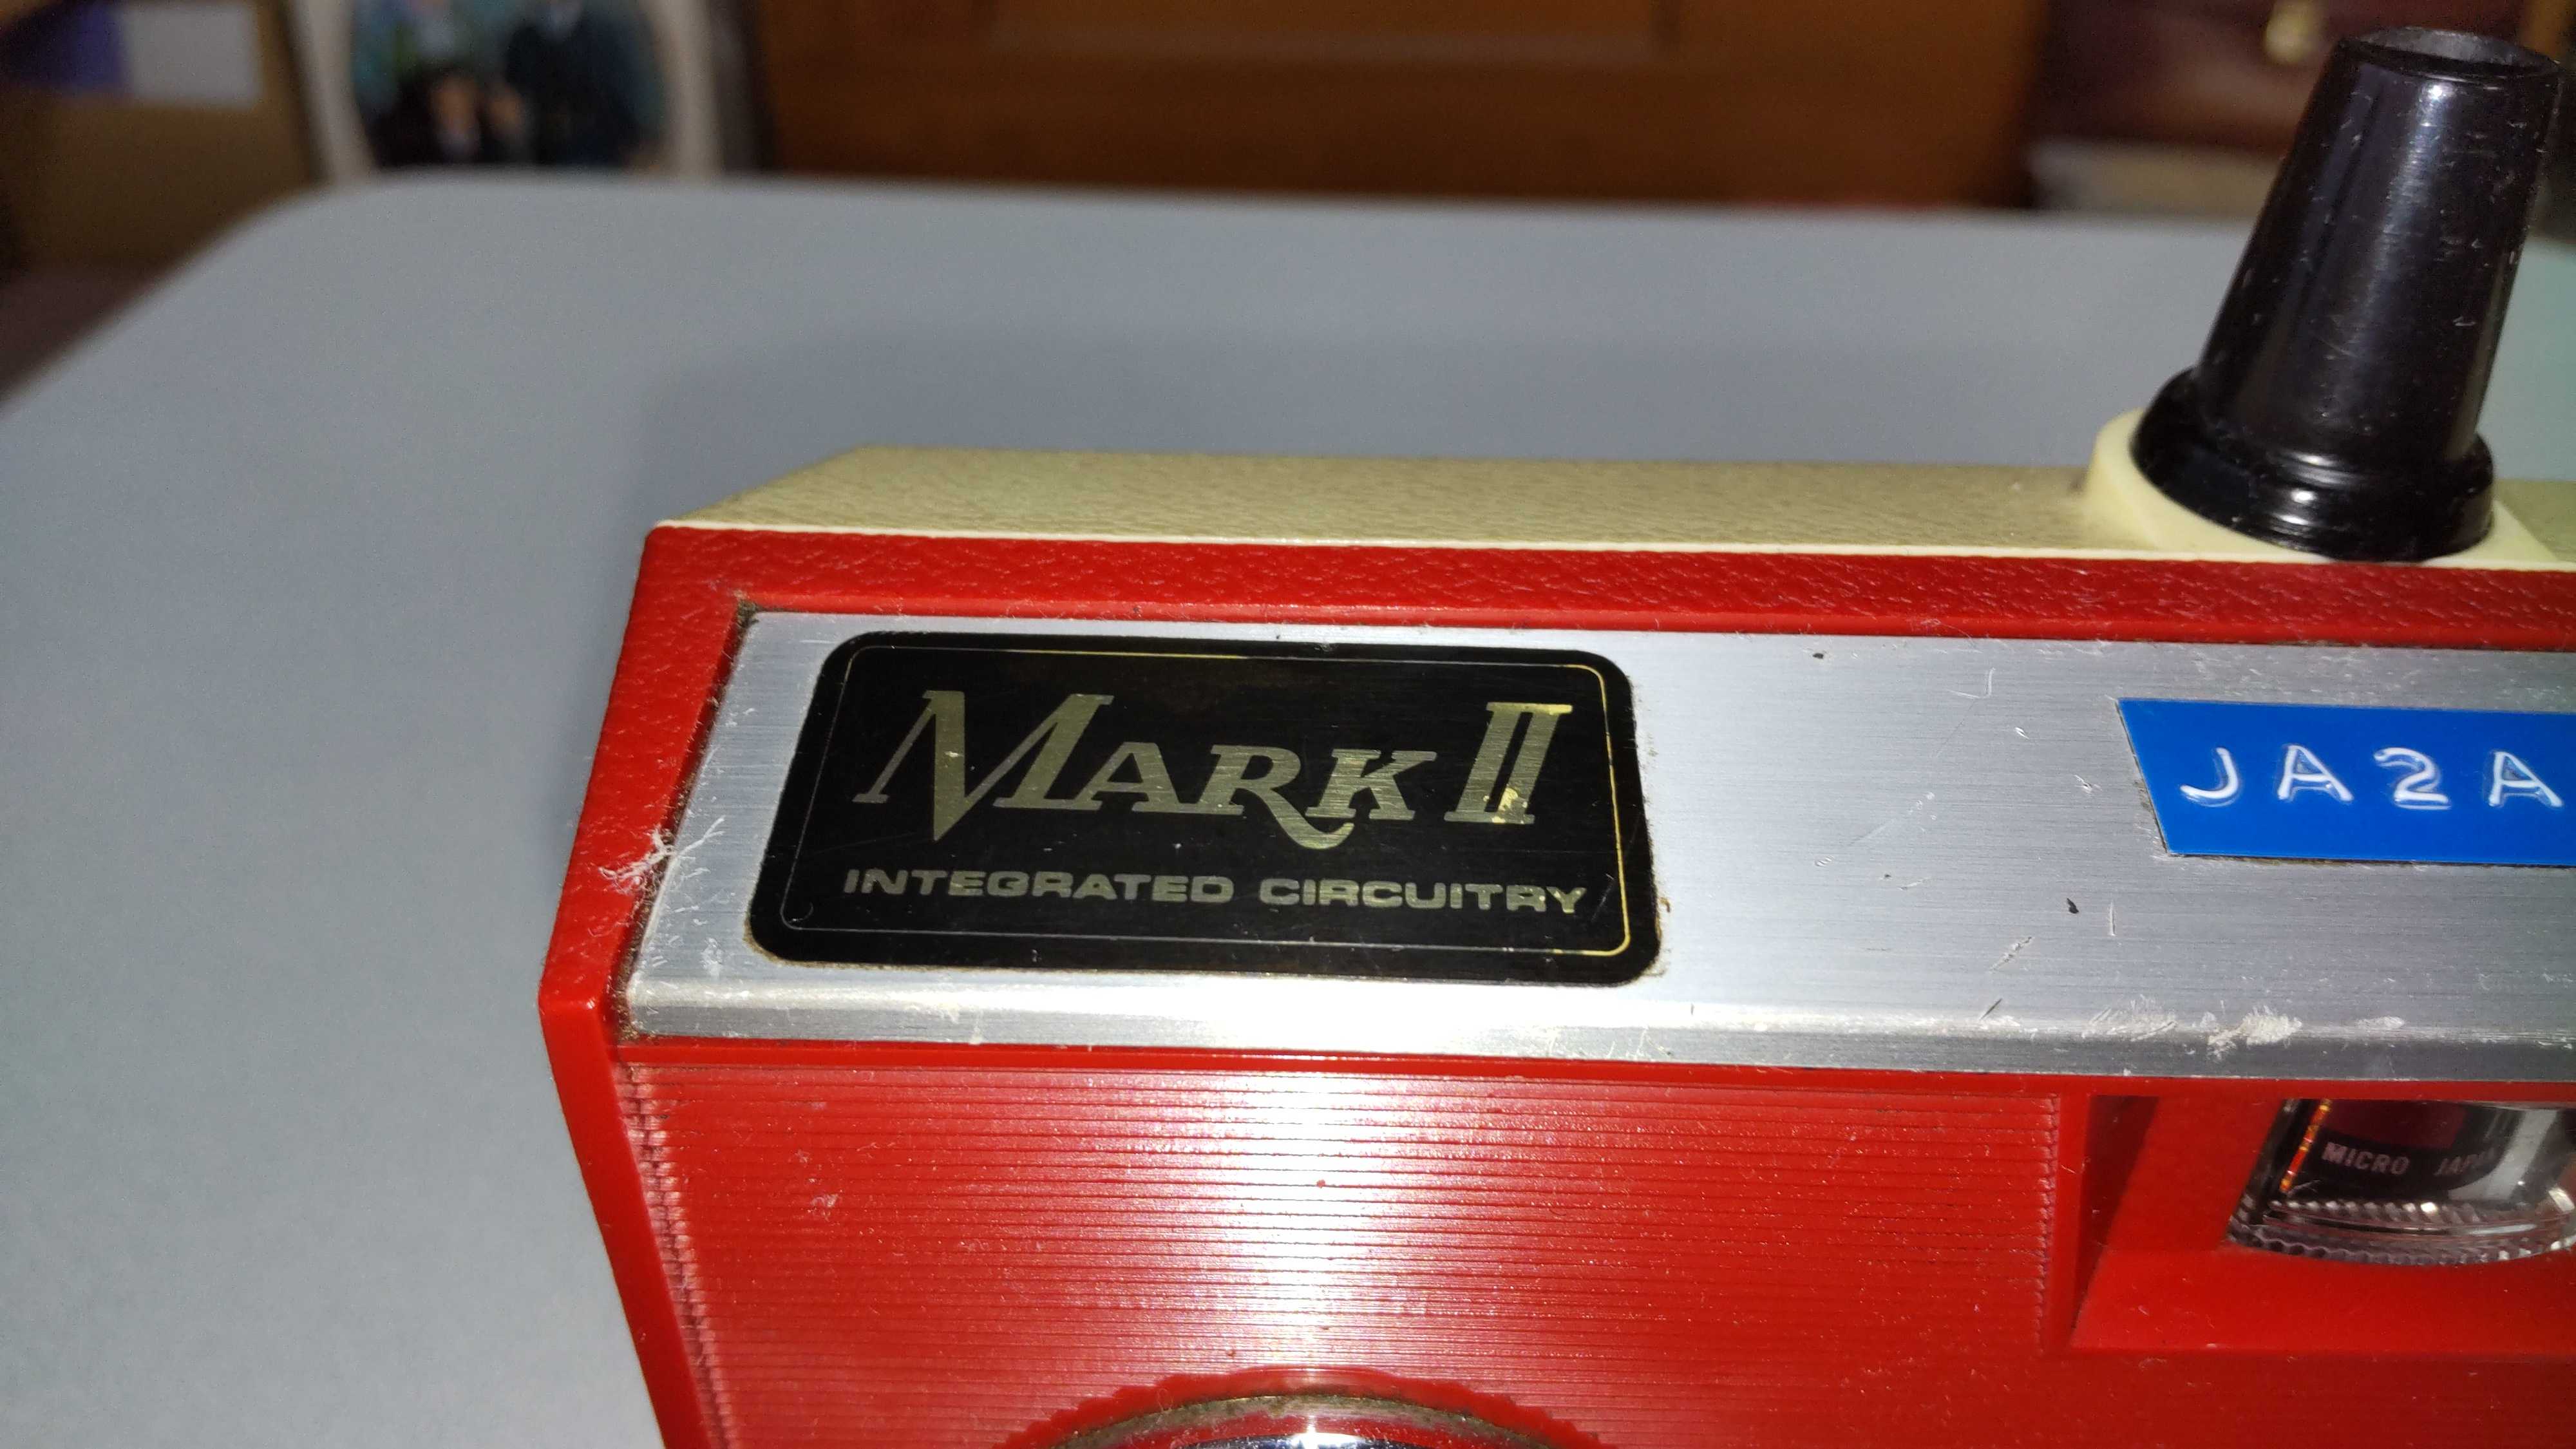 MARK II
INTEGRATED CIRCUITRY
JA2A
MICRO JAPAN